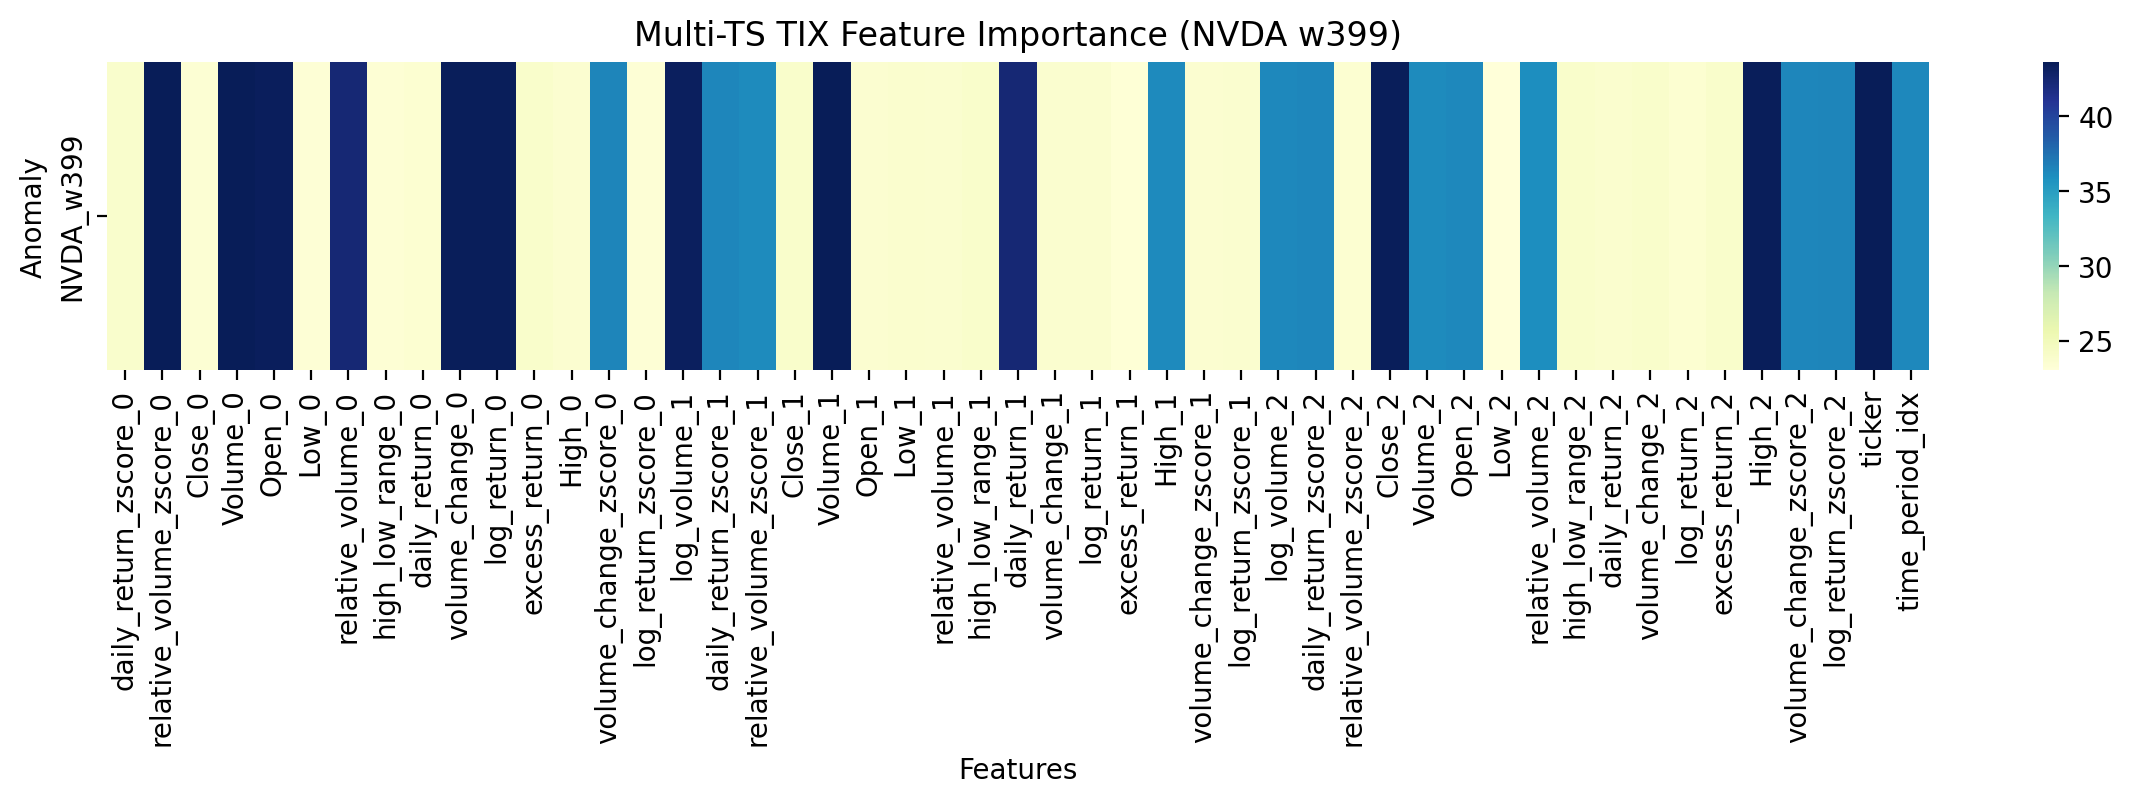 Multi-TS TIX Feature Importance (NVDA w399)
Anomaly
NVDA_w399
40
35
30
25
daily_return_zscore_0
relative_volume_zscore_0
Close_0
Volume_0
Open_0
Low_0
relative_volume_0
high_low_range_0
daily_return_0
volume_change_0
log_return_0
excess_return_0
High_0
volume_change_zscore_0
log_return_zscore_0
log_volume_1
daily_return_zscore_1
relative_volume_zscore_1
Close_1
Volume_1
Open_1
Low_1
relative_volume_1
high_low_range_1
daily_return_1
volume_change_1
log_return_1
excess_return_1
High_1
volume_change_zscore_1
log_return_zscore_1
log_volume_2
daily_return_zscore_2
relative_volume_zscore_2
Close_2
Volume_2
Open_2
Low_2
relative_volume_2
high_low_range_2
daily_return_2
volume_change_2
log_return_2
excess_return_2
High_2
volume_change_zscore_2
log_return_zscore_2
ticker
time_period_idx
Features